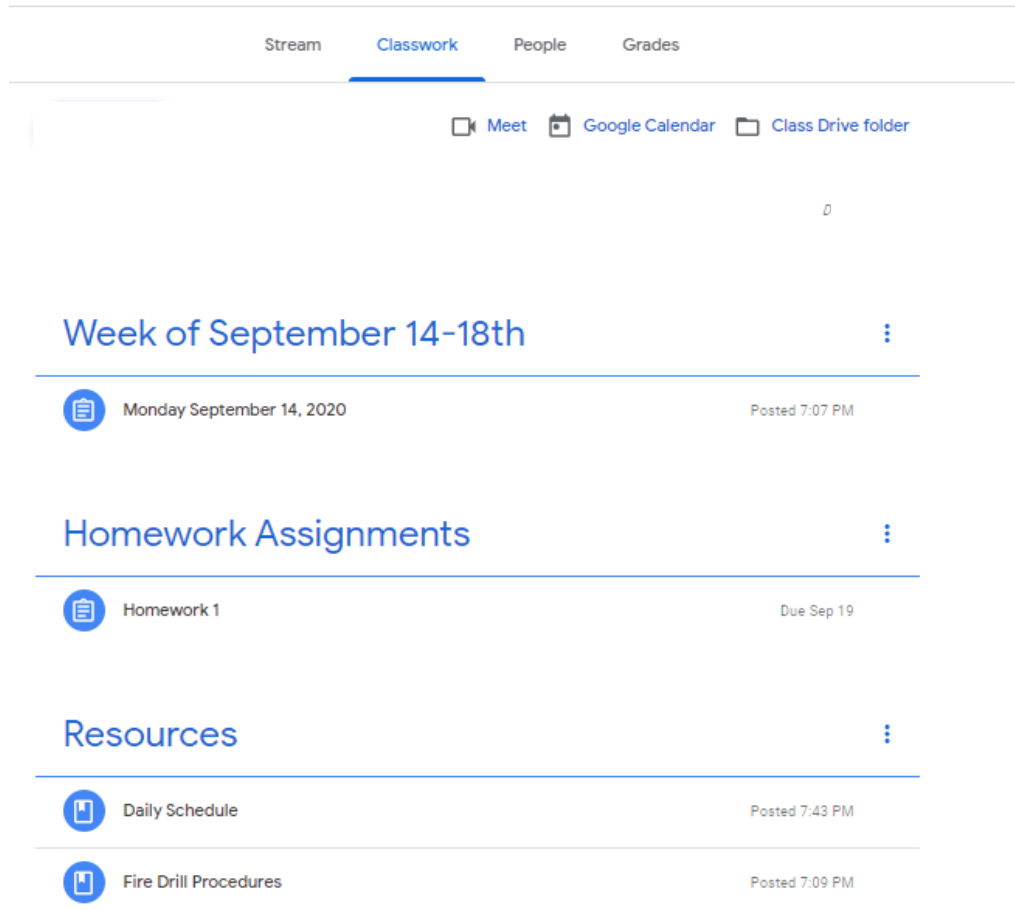 Stream Classwork People Grades
Meet Google Calendar Class Drive folder
D
Week of September 14-18th
Monday September 14, 2020 Posted 7:07 PM
Homework Assignments
Homework 1 Due Sep 19
Resources
Daily Schedule Posted 7:43 PM
Fire Drill Procedures Posted 7:09 PM